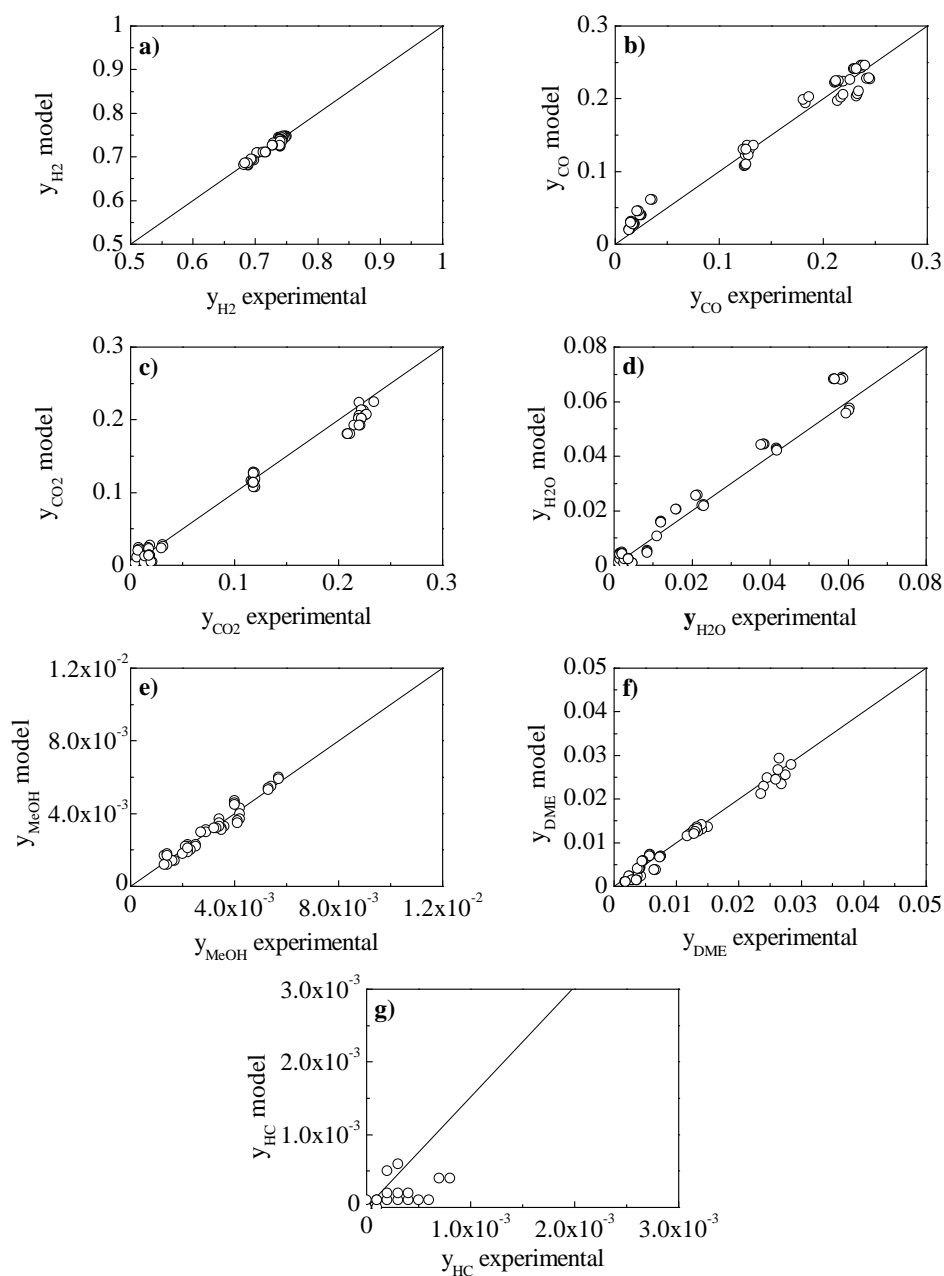 a)
1
0.9
0.8
0.7
0.6
0.5
0.5 0.6 0.7 0.8 0.9 1
y_H2 model
y_H2 experimental
b)
0.3
0.2
0.1
0
0 0.1 0.2 0.3
y_CO model
y_CO experimental
c)
0.3
0.2
0.1
0
0 0.1 0.2 0.3
y_CO2 model
y_CO2 experimental
d)
0.08
0.06
0.04
0.02
0
0 0.02 0.04 0.06 0.08
y_H2O model
y_H2O experimental
e)
1.2x10^-2
8.0x10^-3
4.0x10^-3
0
0 4.0x10^-3 8.0x10^-3 1.2x10^-2
y_MeOH model
y_MeOH experimental
f)
0.05
0.04
0.03
0.02
0.01
0
0 0.01 0.02 0.03 0.04 0.05
y_DME model
y_DME experimental
g)
3.0x10^-3
2.0x10^-3
1.0x10^-3
0
0 1.0x10^-3 2.0x10^-3 3.0x10^-3
y_HC model
y_HC experimental